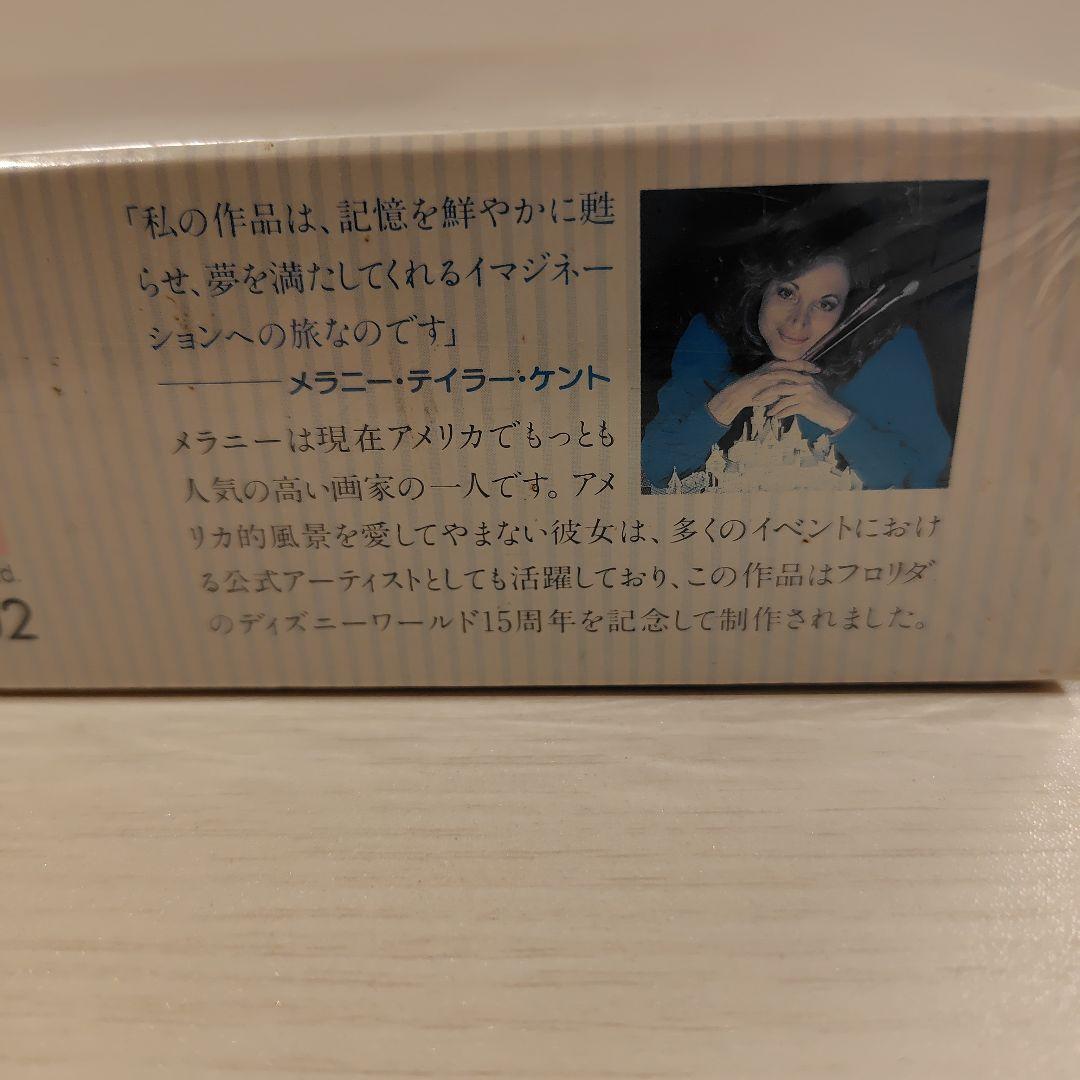 「私の作品は、記憶を鮮やかに甦
らせ、夢を満たしてくれるイマジネー
ションへの旅なのです」
メラニー・テイラー・ケント
メラニーは現在アメリカでもっとも
人気の高い画家の一人です。アメ
リカ的風景を愛してやまない彼女は、多くのイベントにおけ
る公式アーティストとしても活躍しており、この作品はフロリダ
のディズニーワールド15周年を記念して制作されました。